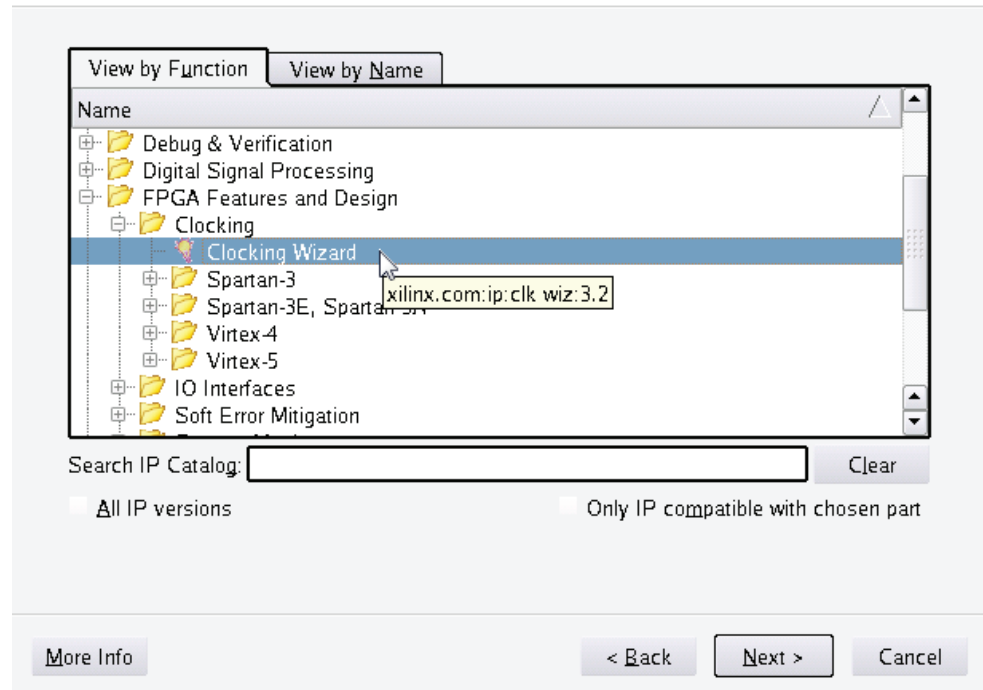 View by Function View by Name
Name
Debug & Verification
Digital Signal Processing
FPGA Features and Design
Clocking
Clocking Wizard
Spartan-3
xilinx.com:ip:clk wiz:3.2
Spartan-3E, Spartan-3A
Virtex-4
Virtex-5
IO Interfaces
Soft Error Mitigation
Search IP Catalog: Clear
All IP versions Only IP compatible with chosen part
More Info < Back Next > Cancel